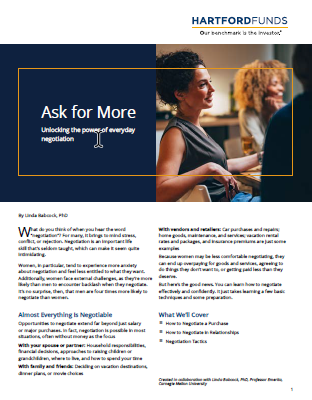 HARTFORDFUNDS
Our benchmark is the investor.®
Ask for More
Unlocking the power of everyday
negotiation
By Linda Babcock, PhD
What do you think of when you hear the word
"negotiation"? For many, it brings to mind stress,
conflict, or rejection. Negotiation is an important life
skill that's seldom taught, which can make it seem quite
intimidating.
Women, in particular, tend to experience more anxiety
about negotiation and feel less entitled to what they want.
Additionally, women face external challenges, as they're more
likely than men to encounter backlash when they negotiate.
It's no surprise, then, that men are four times more likely to
negotiate than women.
Almost Everything Is Negotiable
Opportunities to negotiate extend far beyond just salary
or major purchases. In fact, negotiation is possible in most
situations, often without money as the focus
With your spouse or partner: Household responsibilities,
financial decisions, approaches to raising children or
grandchildren, where to live, and how to spend your time
With family and friends: Deciding on vacation destinations,
dinner plans, or movie choices
With vendors and retailers: Car purchases and repairs;
home goods, maintenance, and services; vacation rental
rates and packages, and insurance premiums are just some
examples
Because women may be less comfortable negotiating, they
can end up overpaying for goods and services, agreeing to
do things they don't want to, or getting paid less than they
deserve.
But here's the good news. You can learn how to negotiate
effectively and confidently. It just takes learning a few basic
techniques and some preparation.
What We'll Cover
How to Negotiate a Purchase
How to Negotiate in Relationships
Negotiation Tactics
Created in collaboration with Linda Babcock, PhD, Professor Emerita,
Carnegie Mellon University
1